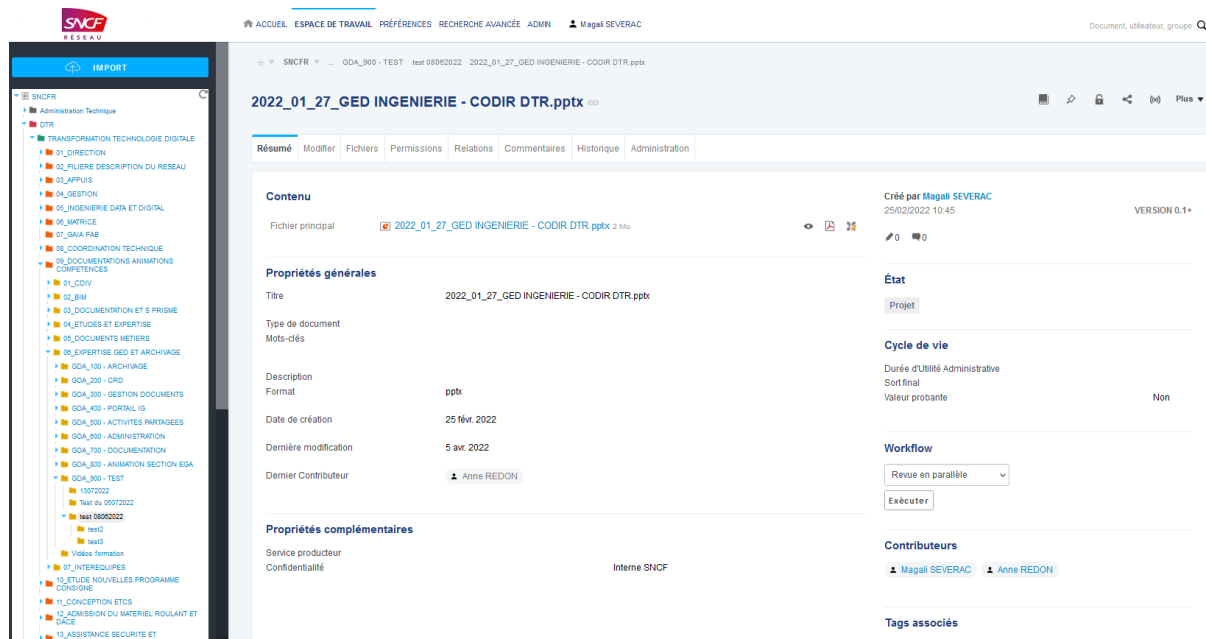 SNCF
RÉSEAU
ACCUEIL ESPACE DE TRAVAIL PRÉFÉRENCES RECHERCHE AVANCÉE ADMIN Magali SEVERAC
Document, utilisateur, groupe
IMPORT
SNCFR
Administration Technique
DTR
TRANSFORMATION TECHNOLOGIE DIGITALE
01_DIRECTION
02_FILIERE DESCRIPTION DU RESEAU
03_APPUIS
04_GESTION
05_INGENIERIE DATA ET DIGITAL
06_MATRICE
07_GAIA FAB
08_COORDINATION TECHNIQUE
09_DOCUMENTATIONS ANIMATIONS
COMPETENCES
01_CDIV
02_BIM
03_DOCUMENTATION ET S PRISME
04_ETUDES ET EXPERTISE
05_DOCUMENTS METIERS
06_EXPERTISE GED ET ARCHIVAGE
GDA_100 - ARCHIVAGE
GDA_200 - CRD
GDA_300 - GESTION DOCUMENTS
GDA_400 - PORTAIL IG
GDA_500 - ACTIVITES PARTAGEES
GDA_600 - ADMINISTRATION
GDA_700 - DOCUMENTATION
GDA_800 - ANIMATION SECTION EGA
GDA_900 - TEST
13072022
Test du 05072022
test 08062022
test2
test3
Vidéos formation
07_INTEREQUIPES
10_ETUDE NOUVELLES PROGRAMME
CONSIGNE
11_CONCEPTION ETCS
12_ADMISSION DU MATERIEL ROULANT ET
DACE
13_ASSISTANCE SECURITE ET
SNCFR ... GDA_900 - TEST test 08062022 2022_01_27_GED INGENIERIE - CODIR DTR.pptx
2022_01_27_GED INGENIERIE - CODIR DTR.pptx
Plus
Résumé Modifier Fichiers Permissions Relations Commentaires Historique Administration
Contenu
Fichier principal 2022_01_27_GED INGENIERIE - CODIR DTR.pptx 2 Mo
Propriétés générales
Titre 2022_01_27_GED INGENIERIE - CODIR DTR.pptx
Type de document
Mots-clés
Description
Format pptx
Date de création 25 févr. 2022
Dernière modification 5 avr. 2022
Dernier Contributeur Anne REDON
Propriétés complémentaires
Service producteur
Confidentialité Interne SNCF
Créé par Magali SEVERAC
25/02/2022 10:45 VERSION 0.1+
0 0
État
Projet
Cycle de vie
Durée d'Utilité Administrative
Sort final
Valeur probante Non
Workflow
Revue en parallèle
Exécuter
Contributeurs
Magali SEVERAC Anne REDON
Tags associés